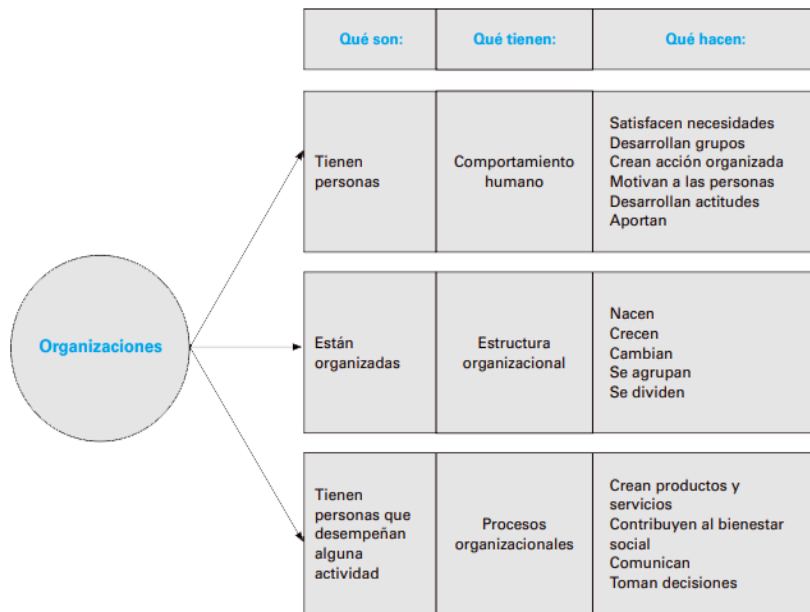 Qué son:
Qué tienen:
Qué hacen:
Tienen
personas
Comportamiento
humano
Satisfacen necesidades
Desarrollan grupos
Crean acción organizada
Motivan a las personas
Desarrollan actitudes
Aportan
Organizaciones
Están
organizadas
Estructura
organizacional
Nacen
Crecen
Cambian
Se agrupan
Se dividen
Tienen
personas que
desempeñan
alguna
actividad
Procesos
organizacionales
Crean productos y
servicios
Contribuyen al bienestar
social
Comunican
Toman decisiones